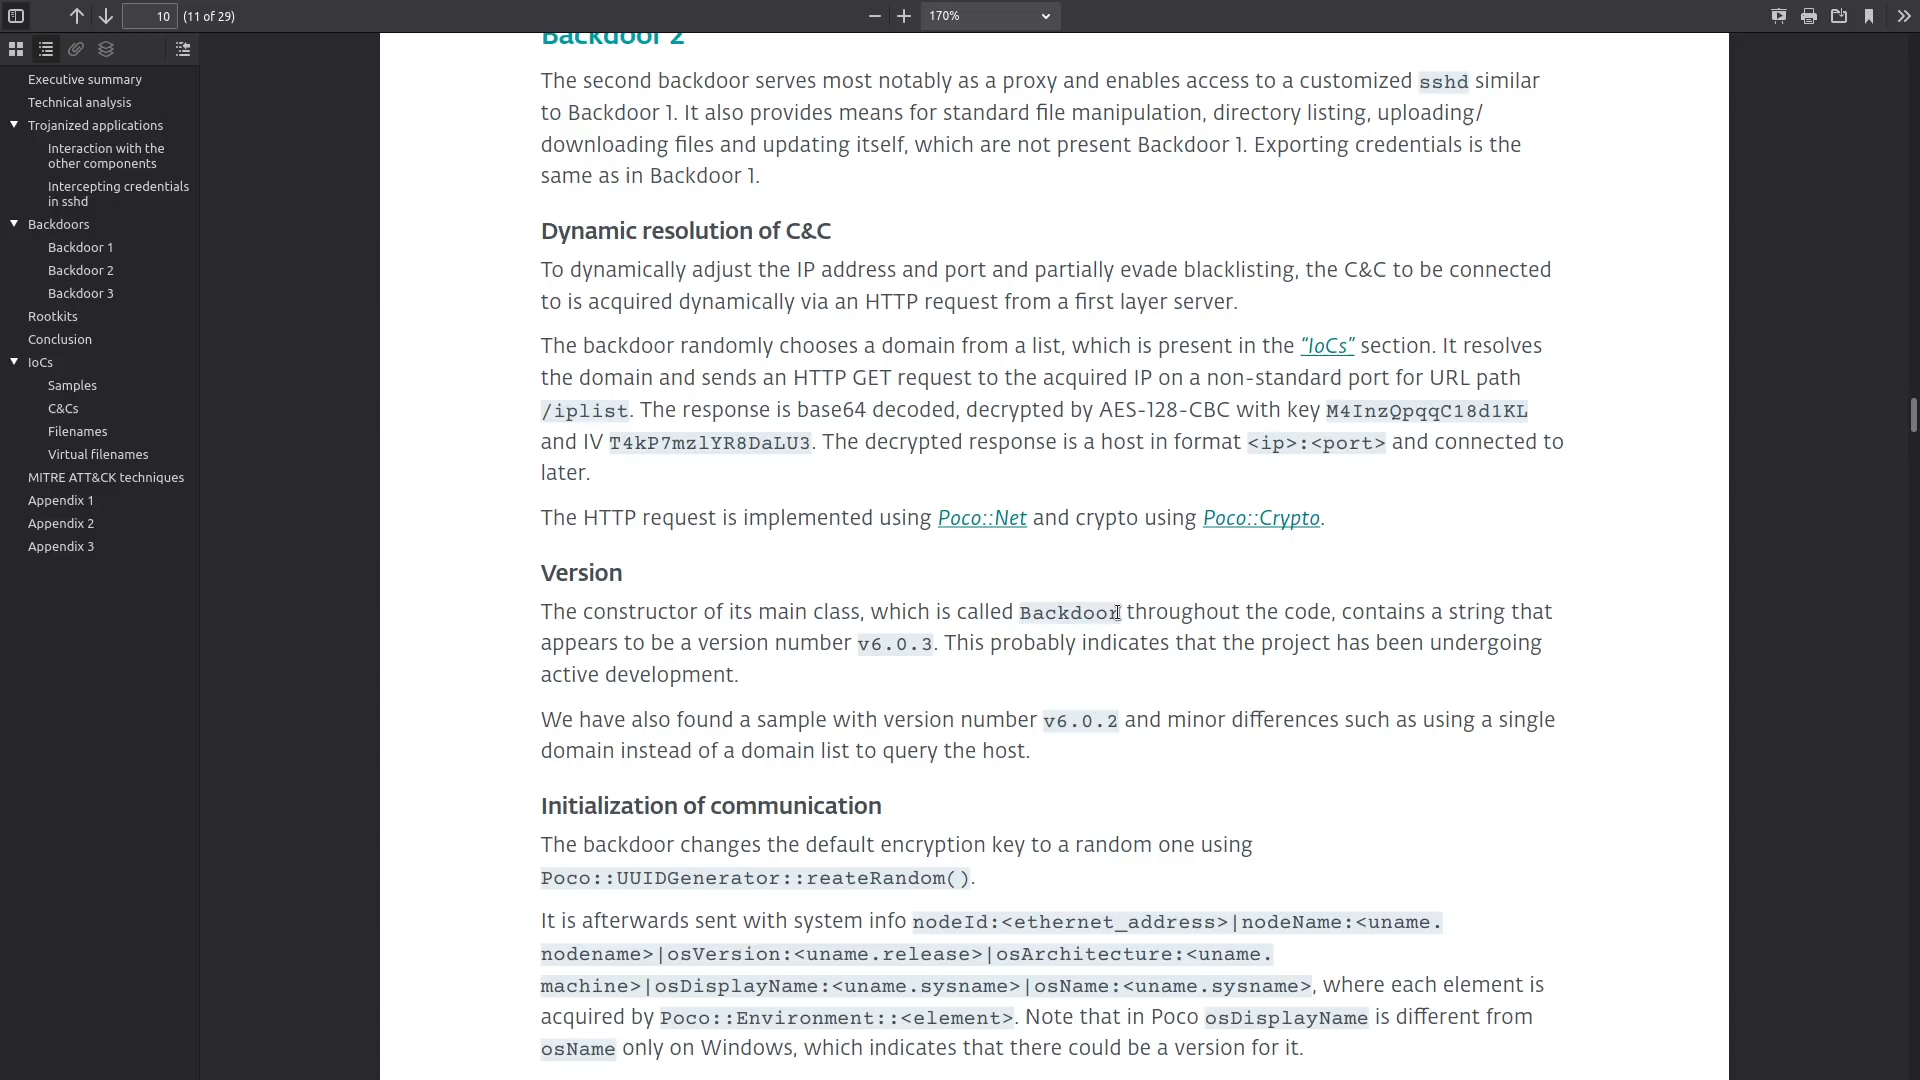 10 (11 of 29)
170%
Executive summary
Technical analysis
Trojanized applications
Interaction with the
other components
Intercepting credentials
in sshd
Backdoors
Backdoor 1
Backdoor 2
Backdoor 3
Rootkits
Conclusion
IoCs
Samples
C&Cs
Filenames
Virtual filenames
MITRE ATT&CK techniques
Appendix 1
Appendix 2
Appendix 3
Backdoor 2
The second backdoor serves most notably as a proxy and enables access to a customized sshd similar
to Backdoor 1. It also provides means for standard file manipulation, directory listing, uploading/
downloading files and updating itself, which are not present Backdoor 1. Exporting credentials is the
same as in Backdoor 1.
Dynamic resolution of C&C
To dynamically adjust the IP address and port and partially evade blacklisting, the C&C to be connected
to is acquired dynamically via an HTTP request from a first layer server.
The backdoor randomly chooses a domain from a list, which is present in the “IoCs” section. It resolves
the domain and sends an HTTP GET request to the acquired IP on a non-standard port for URL path
/iplist. The response is base64 decoded, decrypted by AES-128-CBC with key M4InzQpqqC18d1KL
and IV T4kP7mzlYR8DaLU3. The decrypted response is a host in format <ip>:<port> and connected to
later.
The HTTP request is implemented using Poco::Net and crypto using Poco::Crypto.
Version
The constructor of its main class, which is called Backdoor throughout the code, contains a string that
appears to be a version number v6.0.3. This probably indicates that the project has been undergoing
active development.
We have also found a sample with version number v6.0.2 and minor differences such as using a single
domain instead of a domain list to query the host.
Initialization of communication
The backdoor changes the default encryption key to a random one using
Poco::UUIDGenerator::reateRandom().
It is afterwards sent with system info nodeId:<ethernet_address>|nodeName:<uname.
nodename>|osVersion:<uname.release>|osArchitecture:<uname.
machine>|osDisplayName:<uname.sysname>|osName:<uname.sysname>, where each element is
acquired by Poco::Environment::<element>. Note that in Poco osDisplayName is different from
osName only on Windows, which indicates that there could be a version for it.